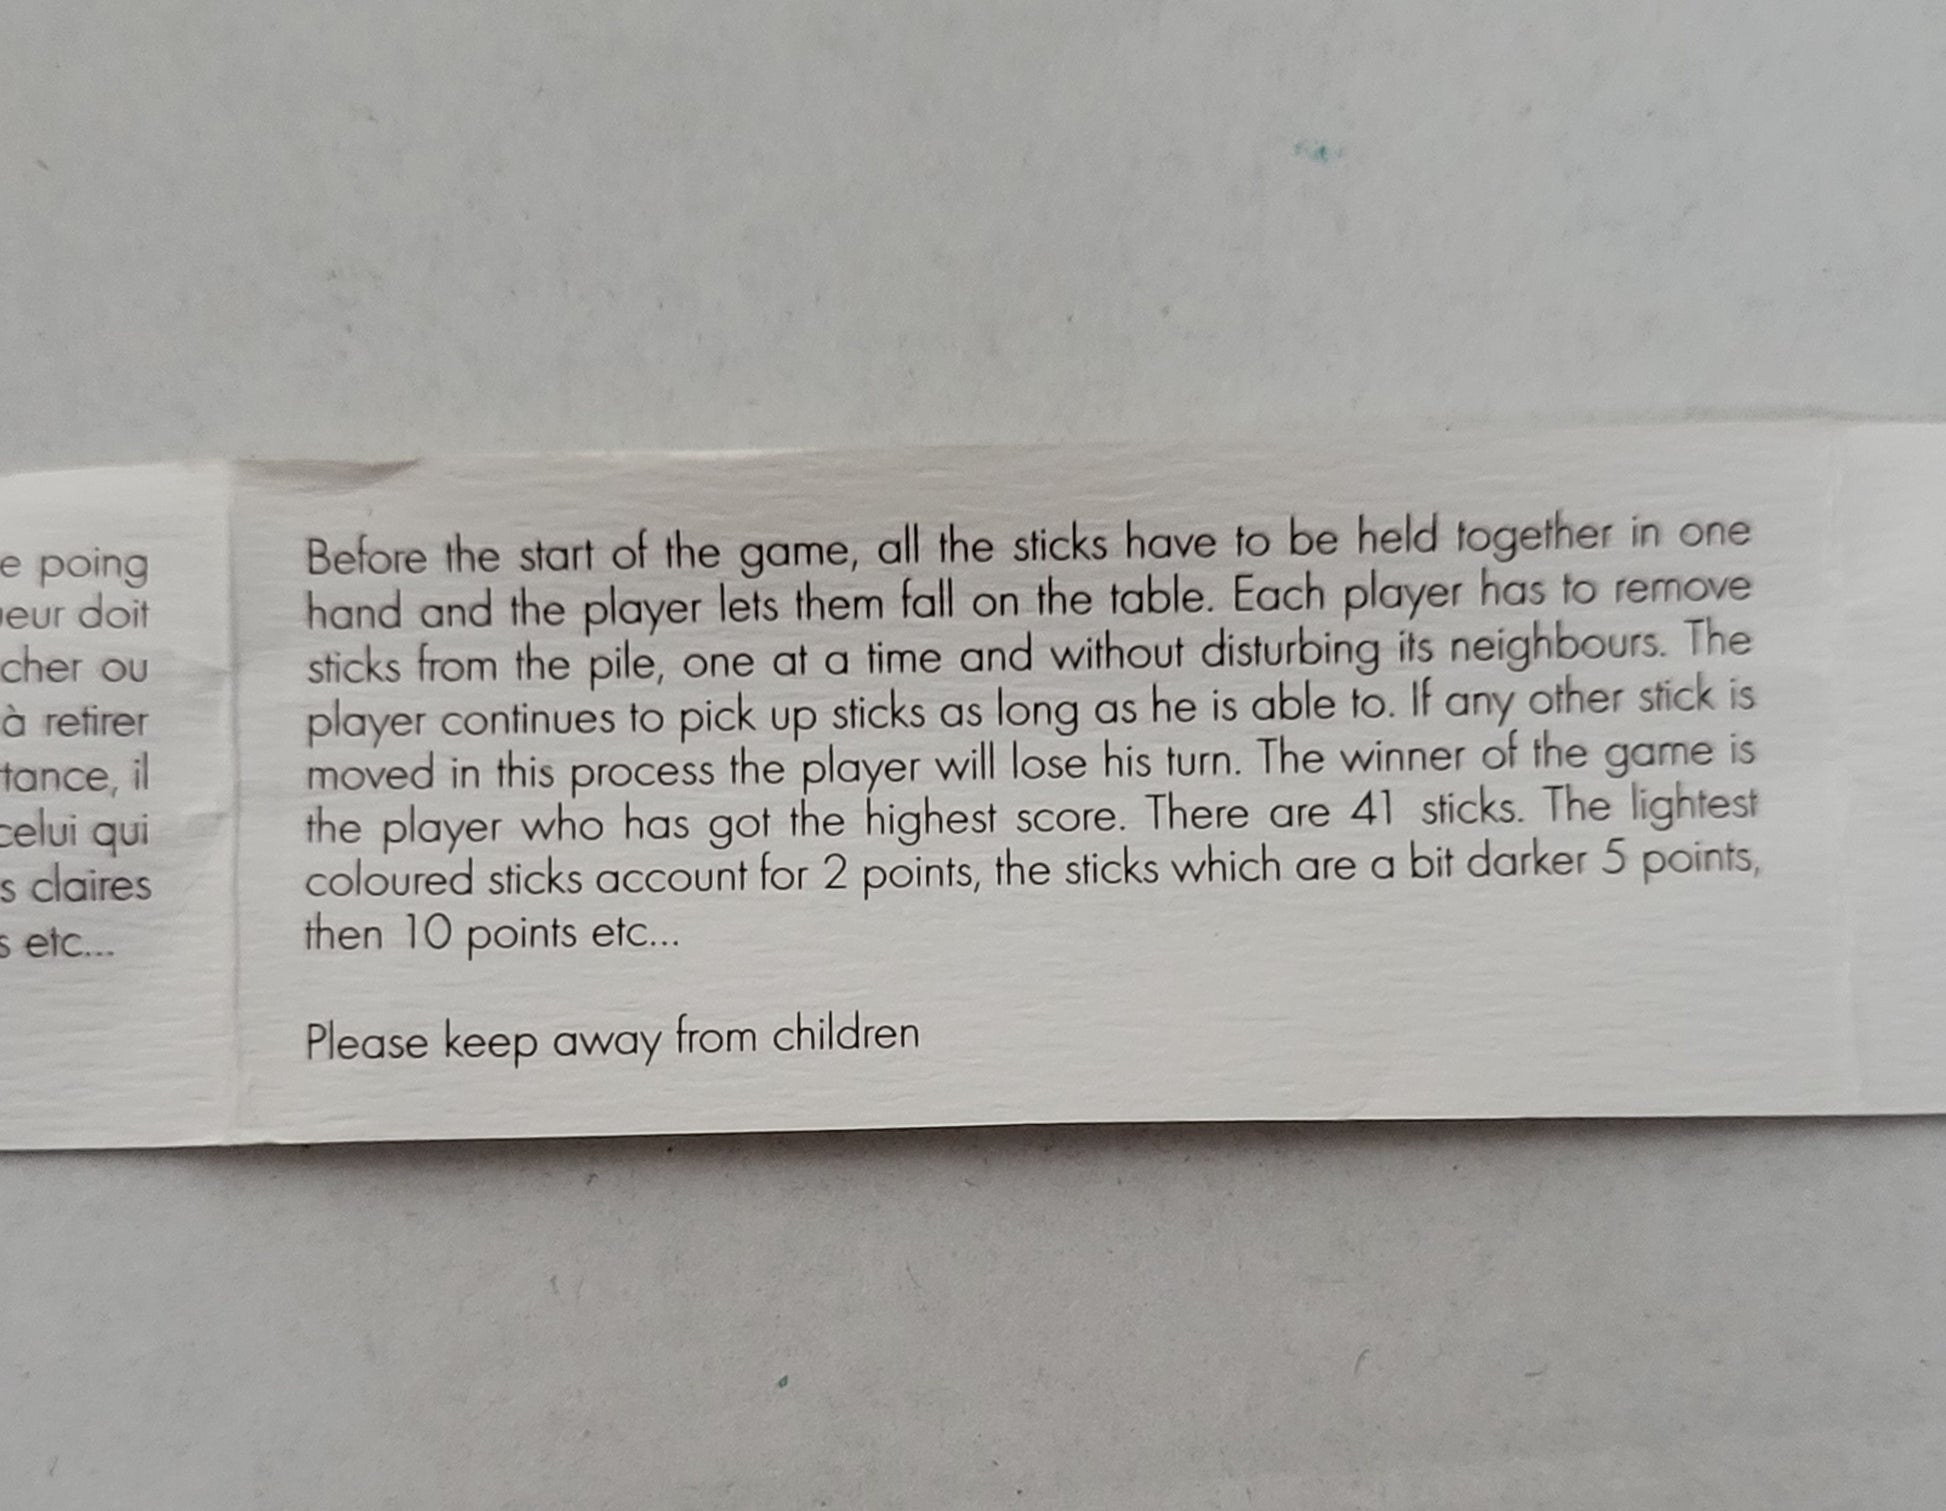 e poing
eur doit
cher ou
à retirer
tance, il
celui qui
s claires
s etc...
Before the start of the game, all the sticks have to be held together in one
hand and the player lets them fall on the table. Each player has to remove
sticks from the pile, one at a time and without disturbing its neighbours. The
player continues to pick up sticks as long as he is able to. If any other stick is
moved in this process the player will lose his turn. The winner of the game is
the player who has got the highest score. There are 41 sticks. The lightest
coloured sticks account for 2 points, the sticks which are a bit darker 5 points,
then 10 points etc...
Please keep away from children